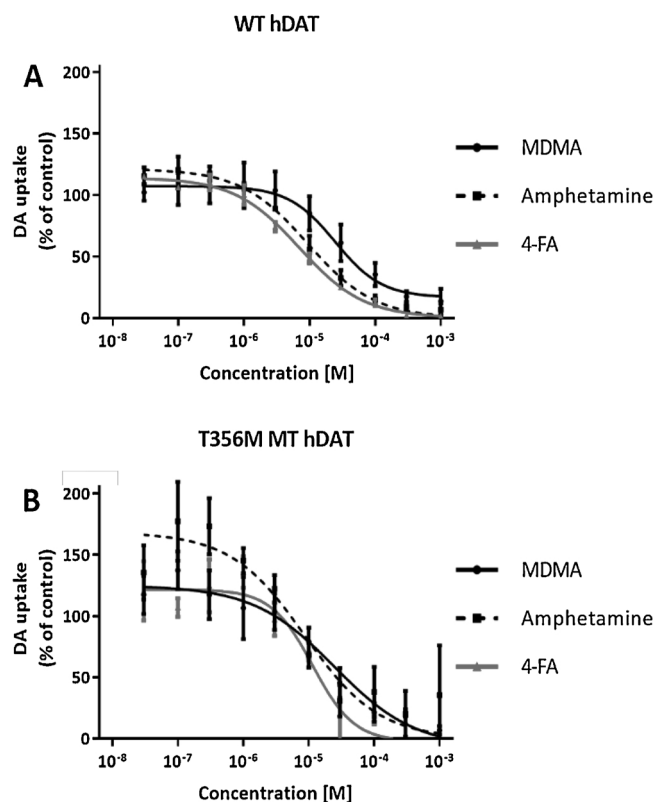 WT hDAT
A
200
150
100
50
0
DA uptake
(% of control)
10-8 10-7 10-6 10-5 10-4 10-3
Concentration [M]
MDMA
Amphetamine
4-FA
T356M MT hDAT
B
200
150
100
50
0
DA uptake
(% of control)
10-8 10-7 10-6 10-5 10-4 10-3
Concentration [M]
MDMA
Amphetamine
4-FA